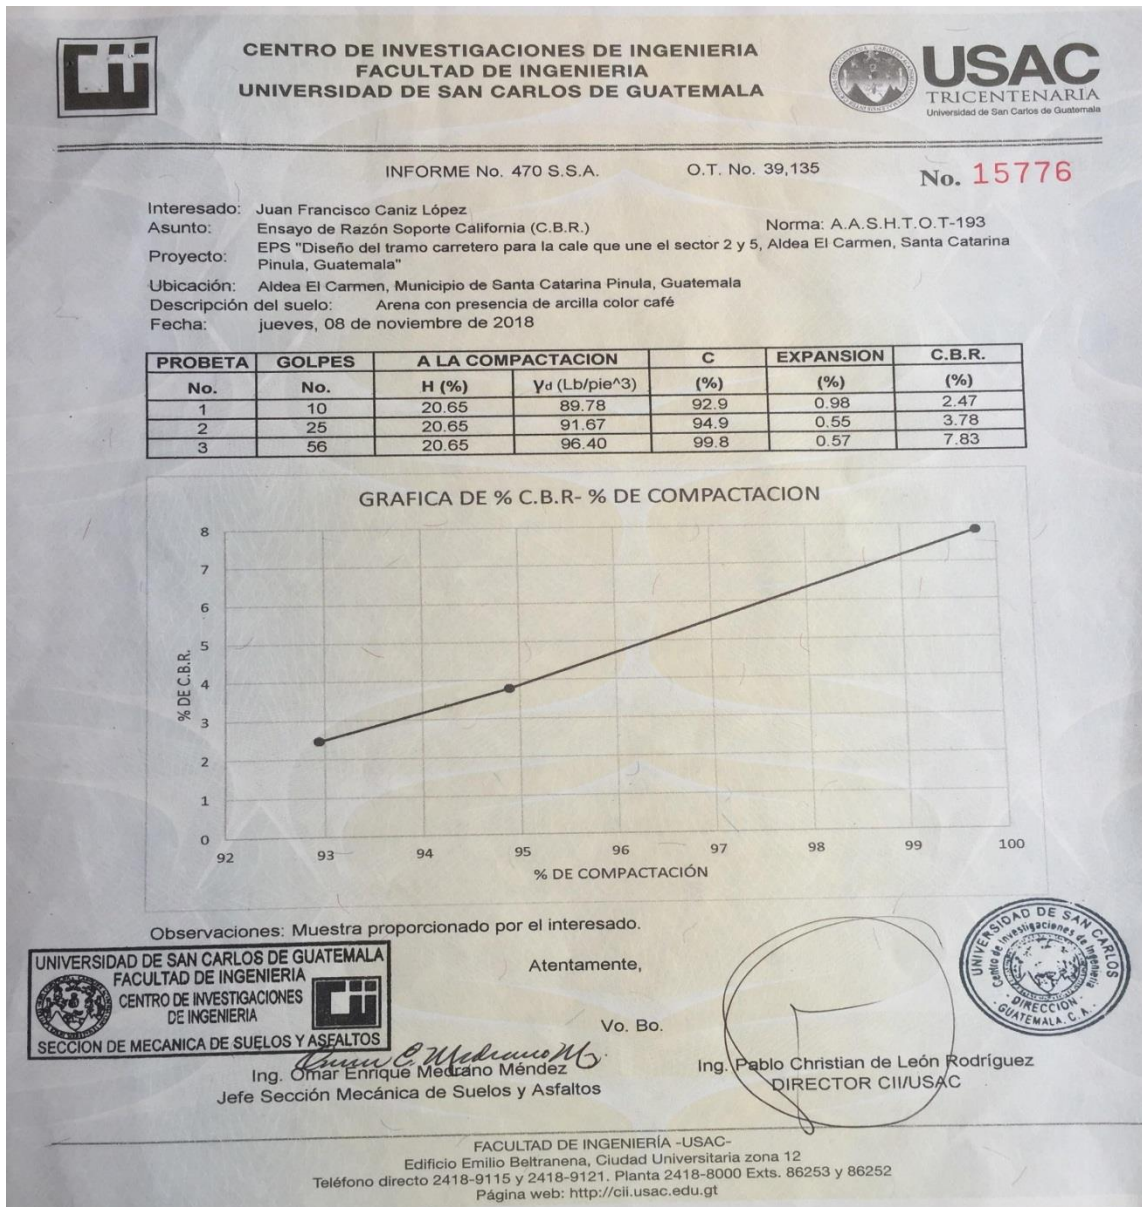 CENTRO DE INVESTIGACIONES DE INGENIERIA
FACULTAD DE INGENIERIA
UNIVERSIDAD DE SAN CARLOS DE GUATEMALA
USAC
TRICENTENARIA
Universidad de San Carlos de Guatemala
INFORME No. 470 S.S.A. O.T. No. 39,135 No. 15776
Interesado: Juan Francisco Caniz López
Asunto: Ensayo de Razón Soporte California (C.B.R.) Norma: A.A.S.H.T.O.T-193
Proyecto: EPS "Diseño del tramo carretero para la cale que une el sector 2 y 5, Aldea El Carmen, Santa Catarina
Pinula, Guatemala"
Ubicación: Aldea El Carmen, Municipio de Santa Catarina Pinula, Guatemala
Descripción del suelo: Arena con presencia de arcilla color café
Fecha: jueves, 08 de noviembre de 2018
PROBETA GOLPES A LA COMPACTACION C EXPANSION C.B.R.
No. No. H (%) γd (Lb/pie^3) (%) (%) (%)
1 10 20.65 89.78 92.9 0.98 2.47
2 25 20.65 91.67 94.9 0.55 3.78
3 56 20.65 96.40 99.8 0.57 7.83
GRAFICA DE % C.B.R- % DE COMPACTACION
8
7
6
5
4
3
2
1
0
% DE C.B.R.
92 93 94 95 96 97 98 99 100
% DE COMPACTACIÓN
Observaciones: Muestra proporcionado por el interesado.
UNIVERSIDAD DE SAN CARLOS DE GUATEMALA
FACULTAD DE INGENIERIA
CENTRO DE INVESTIGACIONES
DE INGENIERIA
SECCION DE MECANICA DE SUELOS Y ASFALTOS
Atentamente,
Vo. Bo.
UNIVERSIDAD DE SAN CARLOS
Centro de Investigaciones de Ingeniería
DIRECCION
GUATEMALA. C. A.
Ing. Omar Enrique Medrano Méndez
Jefe Sección Mecánica de Suelos y Asfaltos
Ing. Pablo Christian de León Rodríguez
DIRECTOR CII/USAC
FACULTAD DE INGENIERÍA -USAC-
Edificio Emilio Beltranena, Ciudad Universitaria zona 12
Teléfono directo 2418-9115 y 2418-9121. Planta 2418-8000 Exts. 86253 y 86252
Página web: http://cii.usac.edu.gt